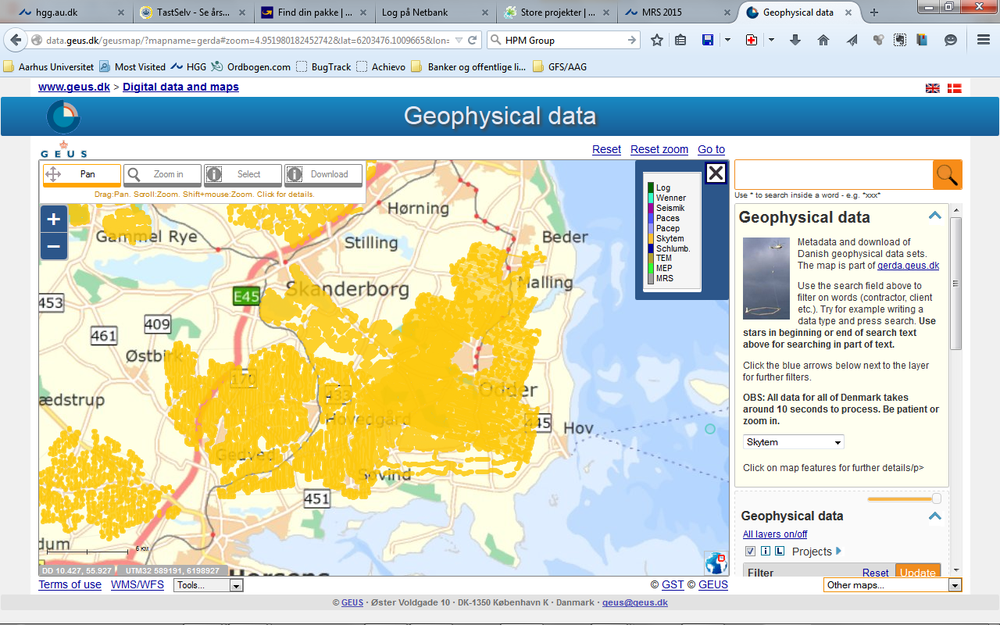 hgg.au.dk
TastSelv - Se års...
Find din pakke | ...
Log på Netbank
Store projekter | ...
MRS 2015
Geophysical data
data.geus.dk/geusmap/?mapname=gerda#zoom=4.951980182452742&lat=6203476.1009665&lon=
HPM Group
Aarhus Universitet
Most Visited
HGG
Ordbogen.com
BugTrack
Achievo
Banker og offentlige li...
GFS/AAG
www.geus.dk > Digital data and maps
Geophysical data
G E U S
Reset Reset zoom Go to
Pan
Zoom in
Select
Download
Drag:Pan. Scroll:Zoom. Shift+mouse:Zoom. Click for details.
+
−
Log
Wenner
Seismik
Paces
Pacep
Skytem
Schlumb.
TEM
MEP
MRS
Hørning
Gammel Rye
Stilling
Beder
Malling
Skanderborg
E45
453
409
461
Østbirk
170
433
Odder
ædstrup
Hovedgård
445
Hov
Gedved
Søvind
451
dum
6 KM
DD 10.427, 55.927
UTM32 589191, 6198927
Horsens
Terms of use
WMS/WFS
Tools...
© GST © GEUS
Use * to search inside a word - e.g. *xxx*
Geophysical data
Metadata and download of
Danish geophysical data sets.
The map is part of gerda.geus.dk
Use the search field above to
filter on words (contractor, client
etc.). Try for example writing a
data type and press search. Use
stars in beginning or end of search text
above for searching in part of text.
Click the blue arrows below next to the layer
for further filters.
OBS: All data for all of Denmark takes
around 10 seconds to process. Be patient or
zoom in.
Skytem
Click on map features for further details/p>
Geophysical data
All layers on/off
i L Projects
Filter Reset Update
Other maps...
© GEUS · Øster Voldgade 10 · DK-1350 København K · Danmark · geus@geus.dk